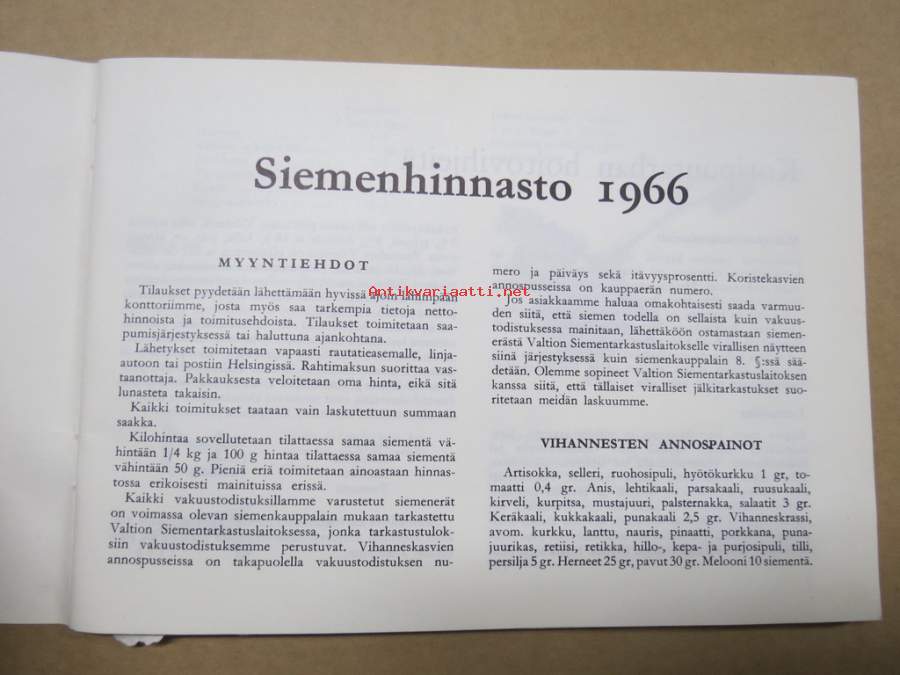 Siemenhinnasto 1966
MYYNTIEHDOT
Tilaukset pyydetään lähettämään hyvissä ajoin lämpimään
konttoriimme, josta myös saa tarkempia tietoja netto-
hinnoista ja toimitusehdoista. Tilaukset toimitetaan saa-
pumisjärjestyksessä tai haluttuna ajankohtana.
Lähetykset toimitetaan vapaasti rautatieasemalle, linja-
autoon tai postiin Helsingissä. Rahtimaksun suorittaa vas-
taanottaja. Pakkauksesta veloitetaan oma hinta, eikä sitä
lunasteta takaisin.
Kaikki toimitukset taataan vain laskutettuun summaan
saakka.
Kilohintaa sovellutetaan tilattaessa samaa siementä vä-
hintään 1/4 kg ja 100 g hintaa tilattaessa samaa siementä
vähintään 50 g. Pieniä eriä toimitetaan ainoastaan hinnas-
tossa erikoisesti mainituissa erissä.
Kaikki vakuustodistuksillamme varustetut siemenerät
on voimassa olevan siemenkauppalain mukaan tarkastettu
Valtion Siementarkastuslaitoksessa, jonka tarkastustulok-
siin vakuustodistuksemme perustuvat. Vihanneskasvien
annospusseissa on takapuolella vakuustodistuksen nu-
mero ja päiväys sekä itävyysprosentti. Koristekasvien
annospusseissa on kauppaerän numero.
Jos asiakkaamme haluaa omakohtaisesti saada varmuu-
den siitä, että siemen todella on sellaista kuin vakuus-
todistuksessa mainitaan, lähettäköön ostamastaan siemen-
erästä Valtion Siementarkastuslaitokselle virallisen näytteen
siinä järjestyksessä kuin siemenkauppalain 8. §:ssä sää-
detään. Olemme sopineet Valtion Siementarkastuslaitoksen
kanssa siitä, että tällaiset viralliset jälkitarkastukset suo-
ritetaan meidän laskuumme.
VIHANNESTEN ANNOSPAINOT
Artisokka, selleri, ruohosipuli, hyötökurkku 1 gr, to-
maatti 0,4 gr. Anis, lehtikaali, parsakaali, ruusukaali,
kirveli, kurpitsa, mustajuuri, palsternakka, salaatit 3 gr.
Keräkaali, kukkakaali, punakaali 2,5 gr. Vihanneskrassi,
avom. kurkku, lanttu, nauris, pinaatti, porkkana, puna-
juurikas, retiisi, retikka, hillo-, kepa- ja purjosipuli, tilli,
persilja 5 gr. Herneet 25 gr, pavut 30 gr. Melooni 10 siementä.
Antikvariaatti.net